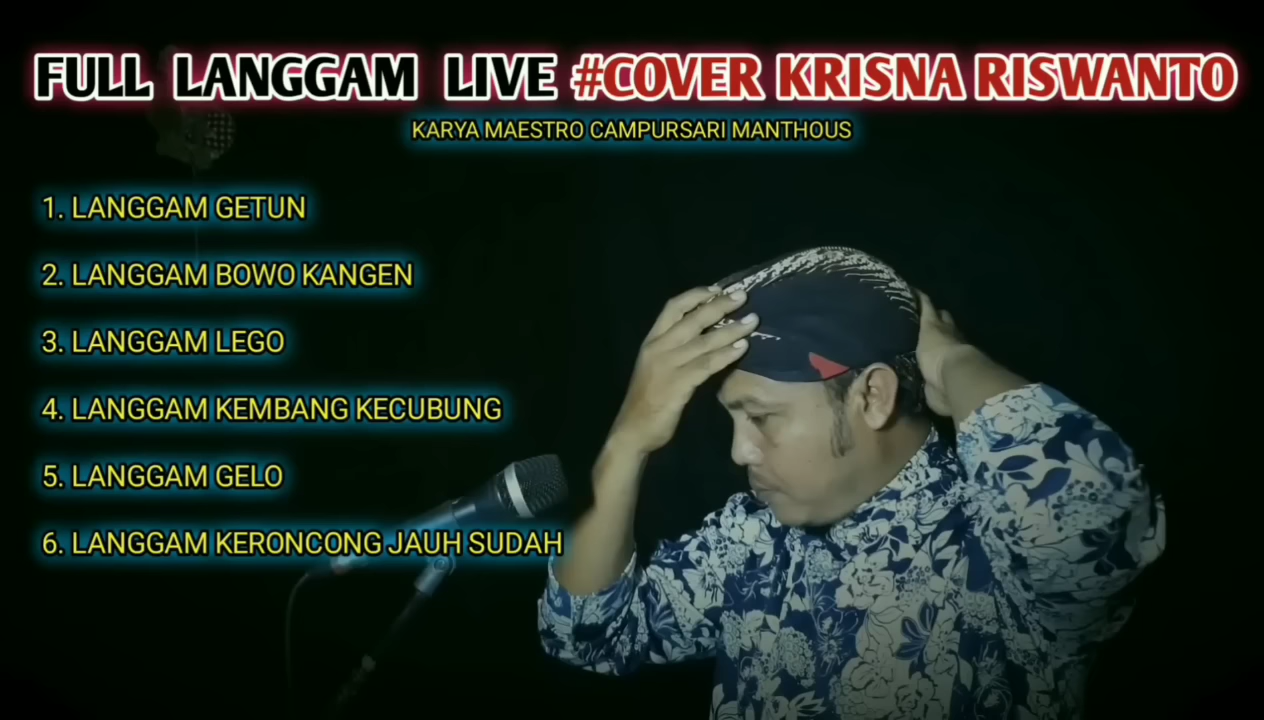 FULL LANGGAM LIVE #COVER KRISNA RISWANTO
KARYA MAESTRO CAMPURSARI MANTHOUS
1. LANGGAM GETUN
2. LANGGAM BOWO KANGEN
3. LANGGAM LEGO
4. LANGGAM KEMBANG KECUBUNG
5. LANGGAM GELO
6. LANGGAM KERONCONG JAUH SUDAH